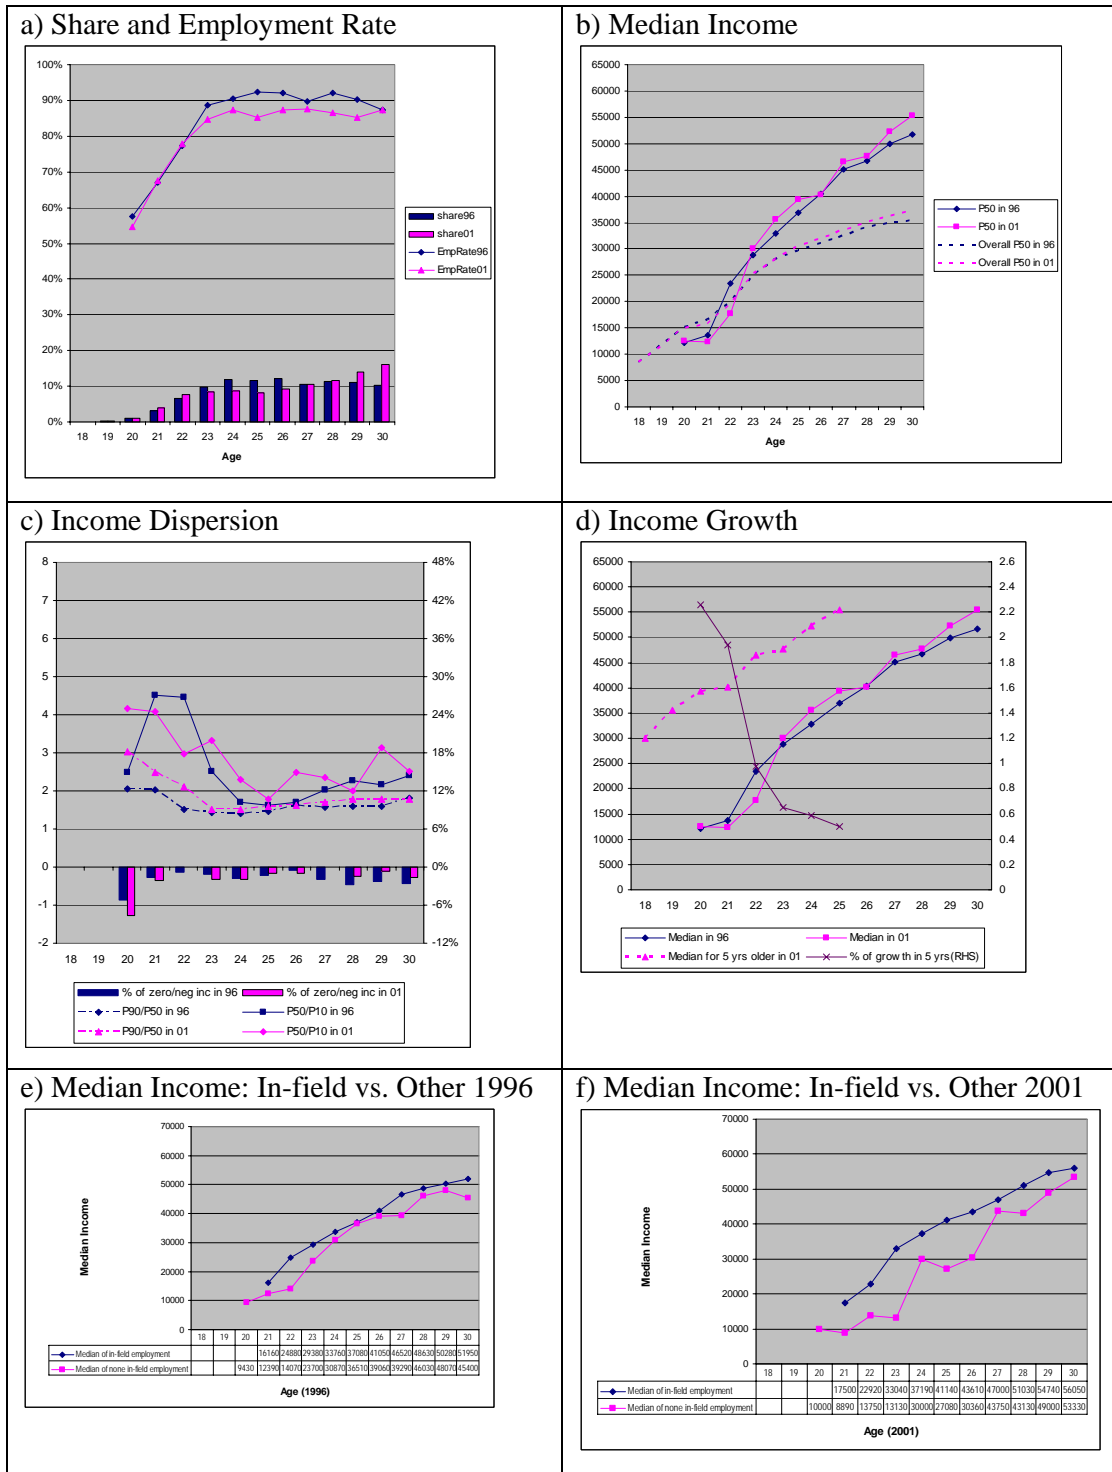 a) Share and Employment Rate
100%
90%
80%
70%
60%
50%
40%
30%
20%
10%
0%
18 19 20 21 22 23 24 25 26 27 28 29 30
Age
share96
share01
EmpRate96
EmpRate01
b) Median Income
65000
60000
55000
50000
45000
40000
35000
30000
25000
20000
15000
10000
5000
0
18 19 20 21 22 23 24 25 26 27 28 29 30
Age
P50 in 96
P50 in 01
Overall P50 in 96
Overall P50 in 01
c) Income Dispersion
8
7
6
5
4
3
2
1
0
-1
-2
48%
42%
36%
30%
24%
18%
12%
6%
0%
-6%
-12%
18 19 20 21 22 23 24 25 26 27 28 29 30
% of zero/neg inc in 96 % of zero/neg inc in 01
P90/P50 in 96 P50/P10 in 96
P90/P50 in 01 P50/P10 in 01
d) Income Growth
65000
60000
55000
50000
45000
40000
35000
30000
25000
20000
15000
10000
5000
0
2.6
2.4
2.2
2
1.8
1.6
1.4
1.2
1
0.8
0.6
0.4
0.2
0
18 19 20 21 22 23 24 25 26 27 28 29 30
Median in 96 Median in 01
Median for 5 yrs older in 01 % of growth in 5 yrs(RHS)
e) Median Income: In-field vs. Other 1996
Median Income
70000
60000
50000
40000
30000
20000
10000
0
18 19 20 21 22 23 24 25 26 27 28 29 30
Median of in-field employment 16160 24880 29380 33760 37080 41050 46520 48630 50280 51950
Median of none in-field employment 9430 12390 14070 23700 30870 36510 39060 39290 46030 48070 45400
Age (1996)
f) Median Income: In-field vs. Other 2001
Median Income
70000
60000
50000
40000
30000
20000
10000
0
18 19 20 21 22 23 24 25 26 27 28 29 30
Median of in-field employment 17500 22920 33040 37190 41140 43610 47000 51030 54740 56050
Median of none in-field employment 10000 8890 13750 13130 30000 27080 30360 43750 43130 49000 53330
Age (2001)